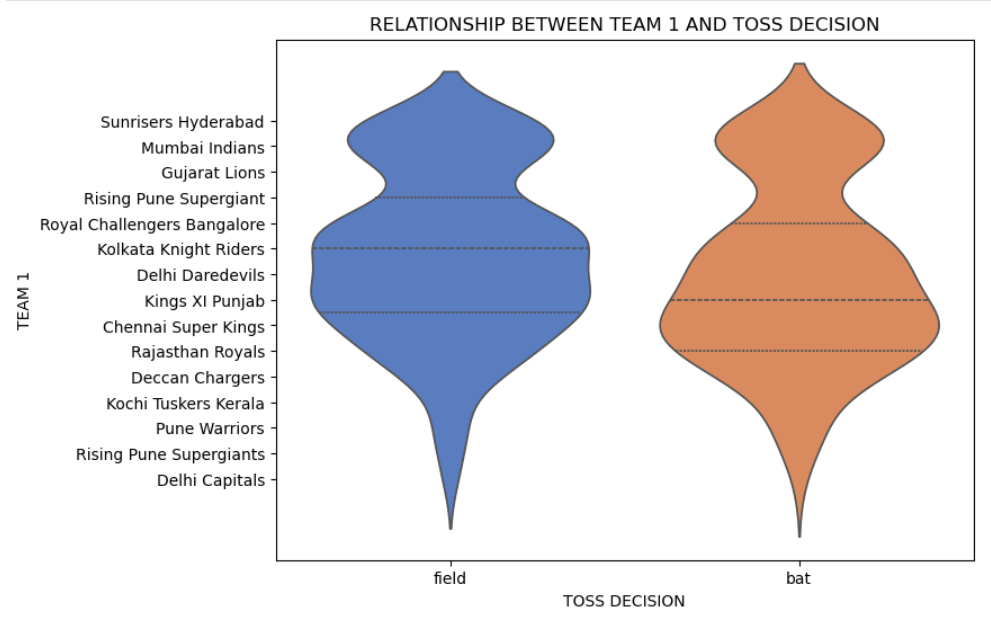 RELATIONSHIP BETWEEN TEAM 1 AND TOSS DECISION
Sunrisers Hyderabad
Mumbai Indians
Gujarat Lions
Rising Pune Supergiant
Royal Challengers Bangalore
Kolkata Knight Riders
Delhi Daredevils
Kings XI Punjab
Chennai Super Kings
Rajasthan Royals
Deccan Chargers
Kochi Tuskers Kerala
Pune Warriors
Rising Pune Supergiants
Delhi Capitals
TEAM 1
field
bat
TOSS DECISION